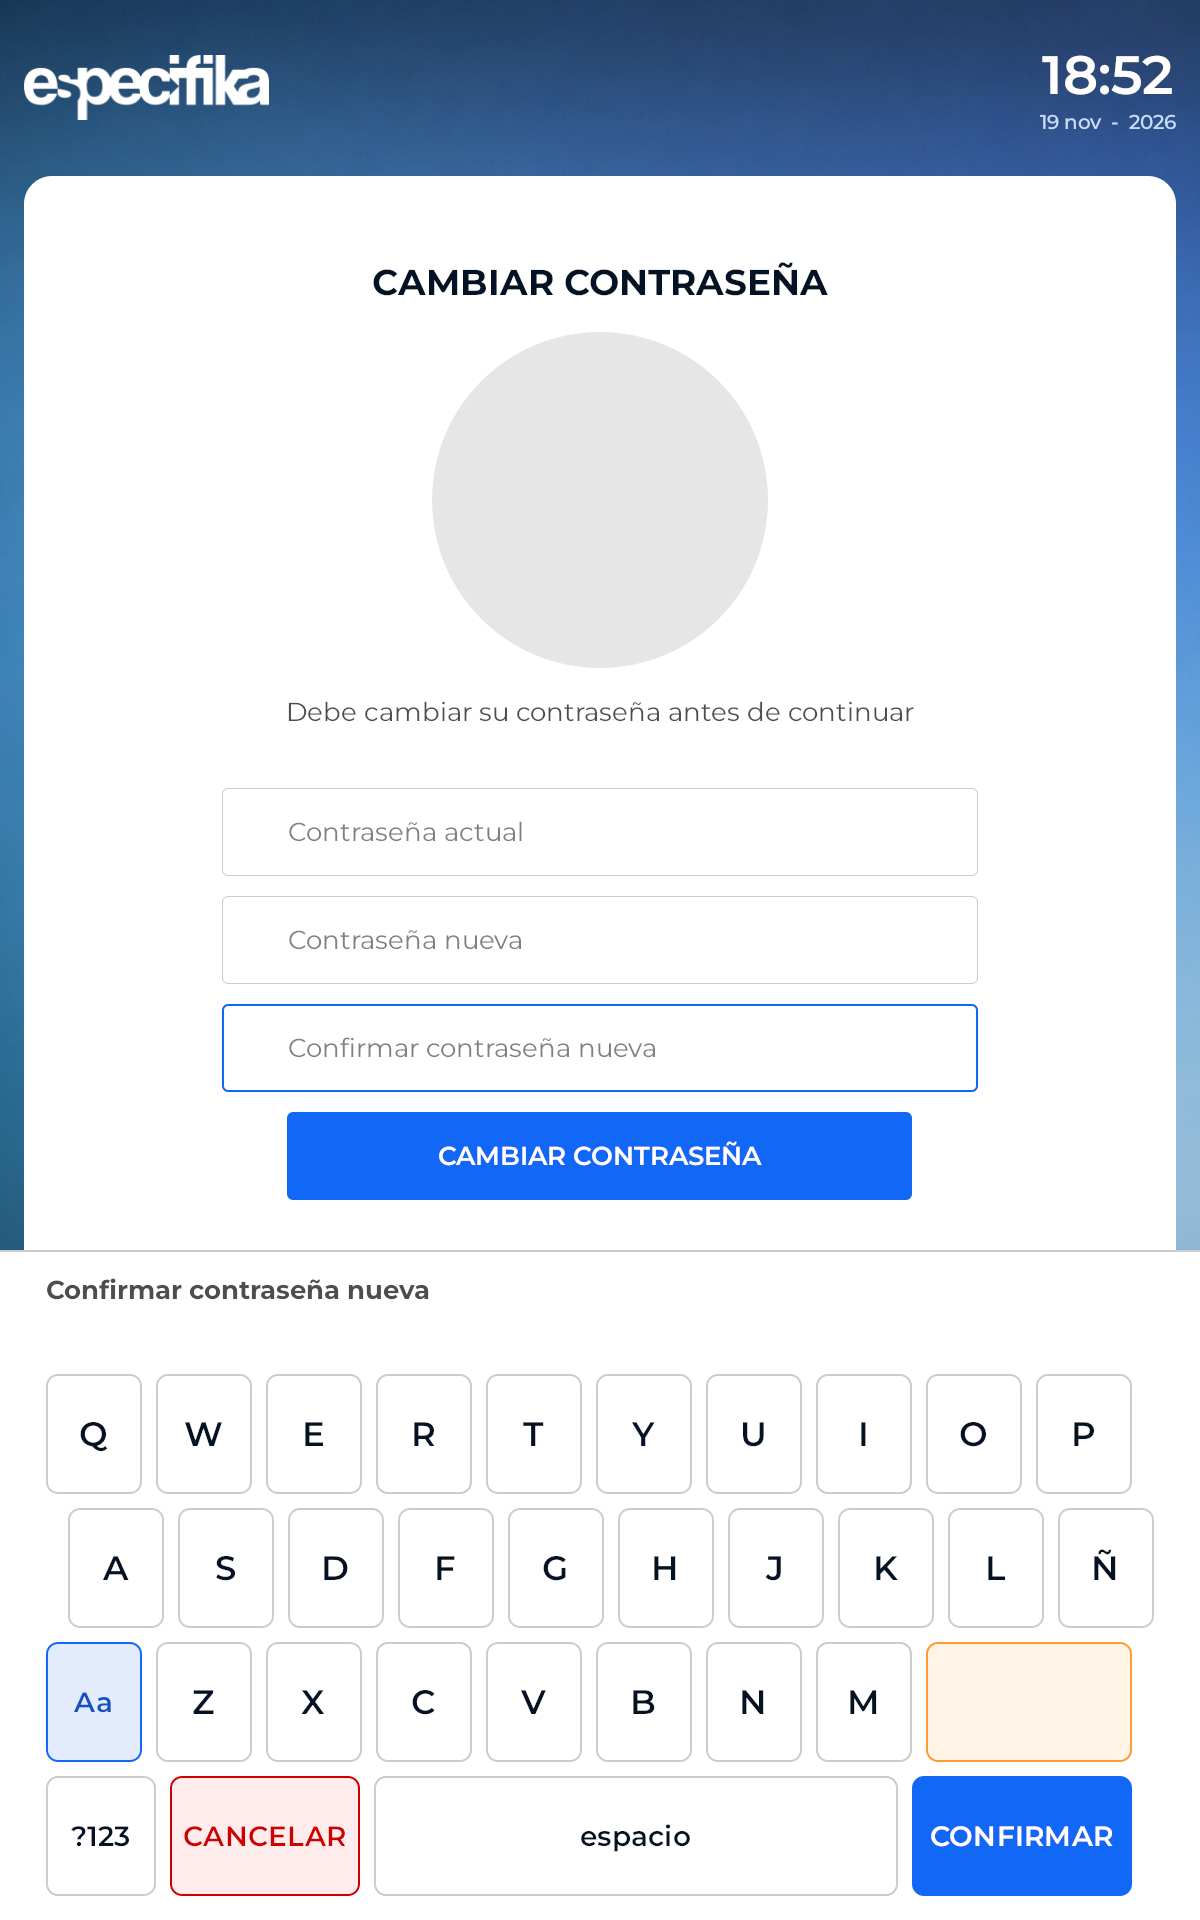 especifika
18:52
19 nov - 2026
CAMBIAR CONTRASEÑA
Debe cambiar su contraseña antes de continuar
Contraseña actual
Contraseña nueva
Confirmar contraseña nueva
CAMBIAR CONTRASEÑA
Confirmar contraseña nueva
Q W E R T Y U I O P
A S D F G H J K L Ñ
Aa Z X C V B N M
?123 CANCELAR espacio CONFIRMAR